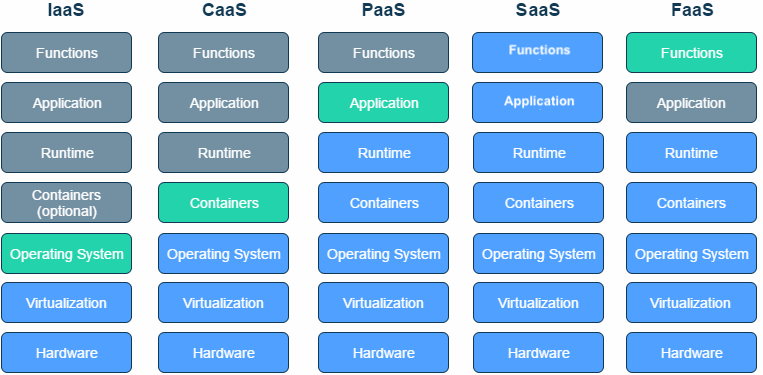 IaaS CaaS PaaS SaaS FaaS
Functions Functions Functions Functions Functions
Application Application Application Application Application
Runtime Runtime Runtime Runtime Runtime
Containers
(optional) Containers Containers Containers Containers
Operating System Operating System Operating System Operating System Operating System
Virtualization Virtualization Virtualization Virtualization Virtualization
Hardware Hardware Hardware Hardware Hardware